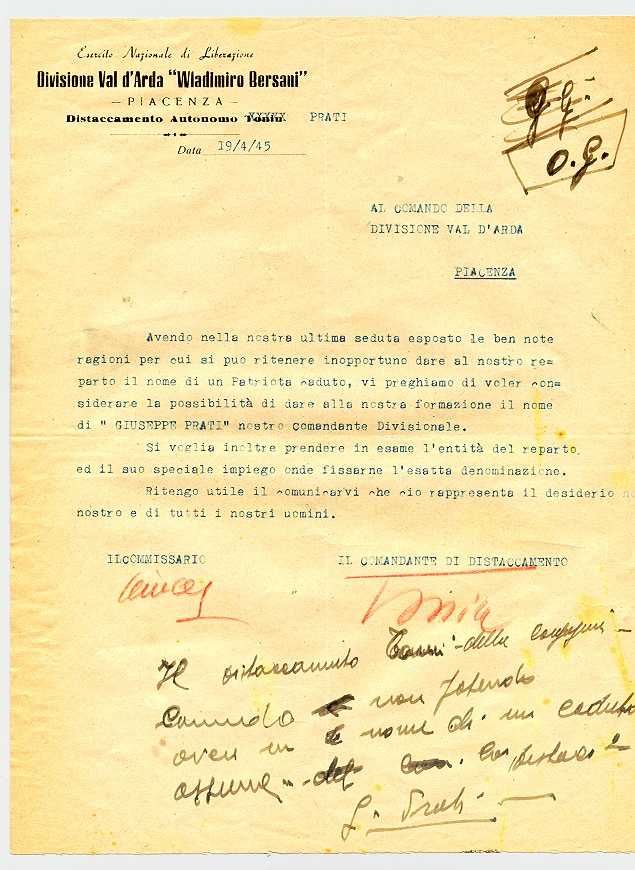 Esercito Nazionale di Liberazione
Divisione Val d'Arda "Wladimiro Bersani"
- PIACENZA -
Distaccamento Autonomo Tonin PRATI
Data 19/4/45
O.G.
AL COMANDO DELLA
DIVISIONE VAL D'ARDA
PIACENZA
Avendo nella nostra ultima seduta esposto le ben note
ragioni per cui si puo ritenere inopportuno dare al nostro re=
parto il nome di un Patriota caduto, vi preghiamo di voler con=
siderare la possibilità di dare alla nostra formazione il nome
di " GIUSEPPE PRATI" nostro comandante Divisionale.
Si voglia inoltre prendere in esame l'entità del reparto,
ed il suo speciale impiego onde fissarne l'esatta denominazione.
Ritengo utile il comunicarvi che cio rappresenta il desiderio
nostro e di tutti i nostri uomini.
ILCOMMISSARIO IL COMANDANTE DI DISTACCAMENTO
Il distaccamento della
non potendo
nome di un caduto
G. Prati